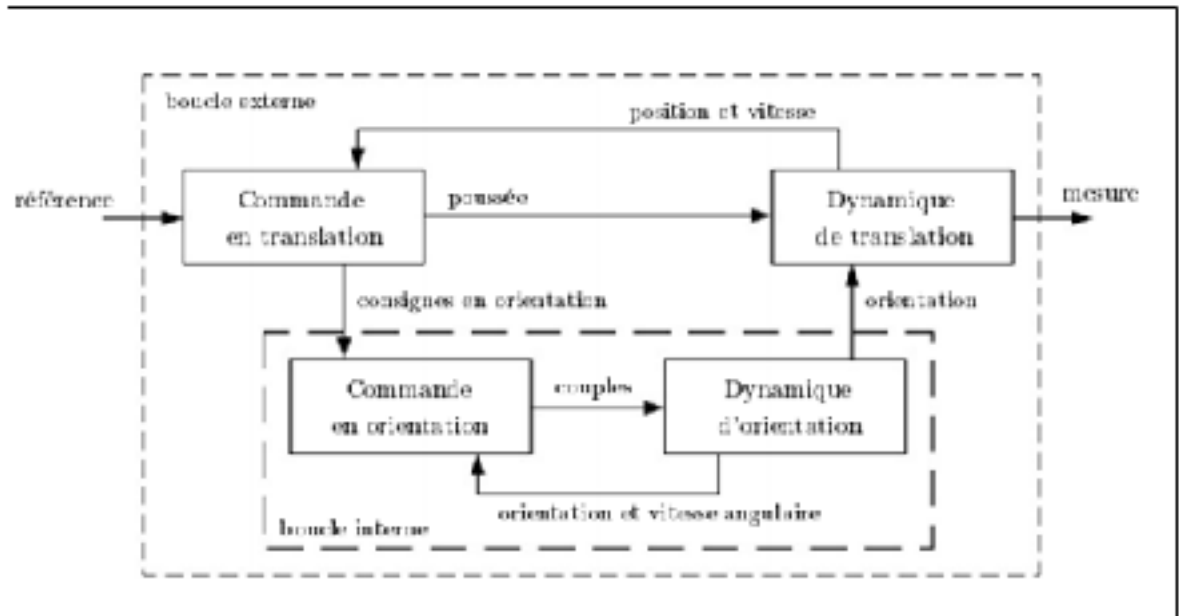 boucle externe
position et vitesse
référence
Commande
en translation
poussée
Dynamique
de translation
mesure
consignes en orientation
orientation
Commande
en orientation
couples
Dynamique
d'orientation
orientation et vitesse angulaire
boucle interne